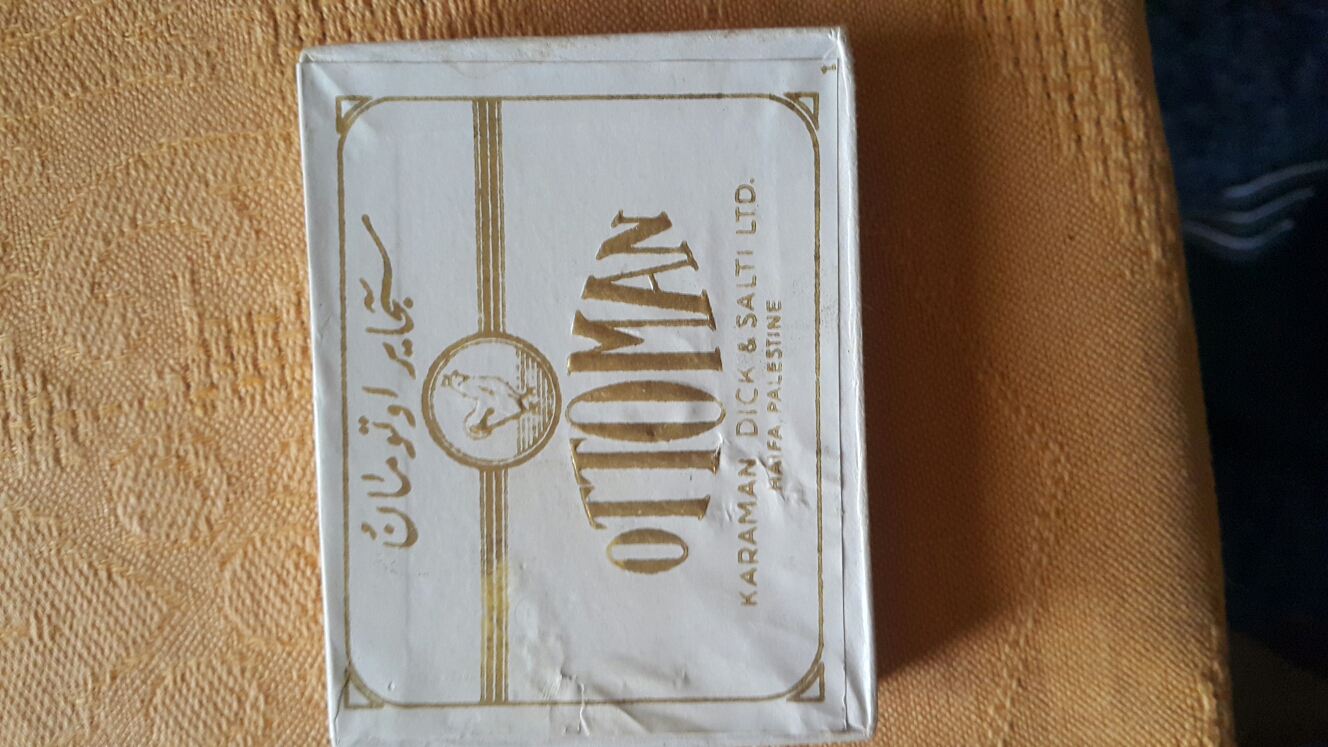 سجاير اوتومان
OTTOMAN
KARAMAN DICK & SALTI LTD.
HAIFA PALESTINE